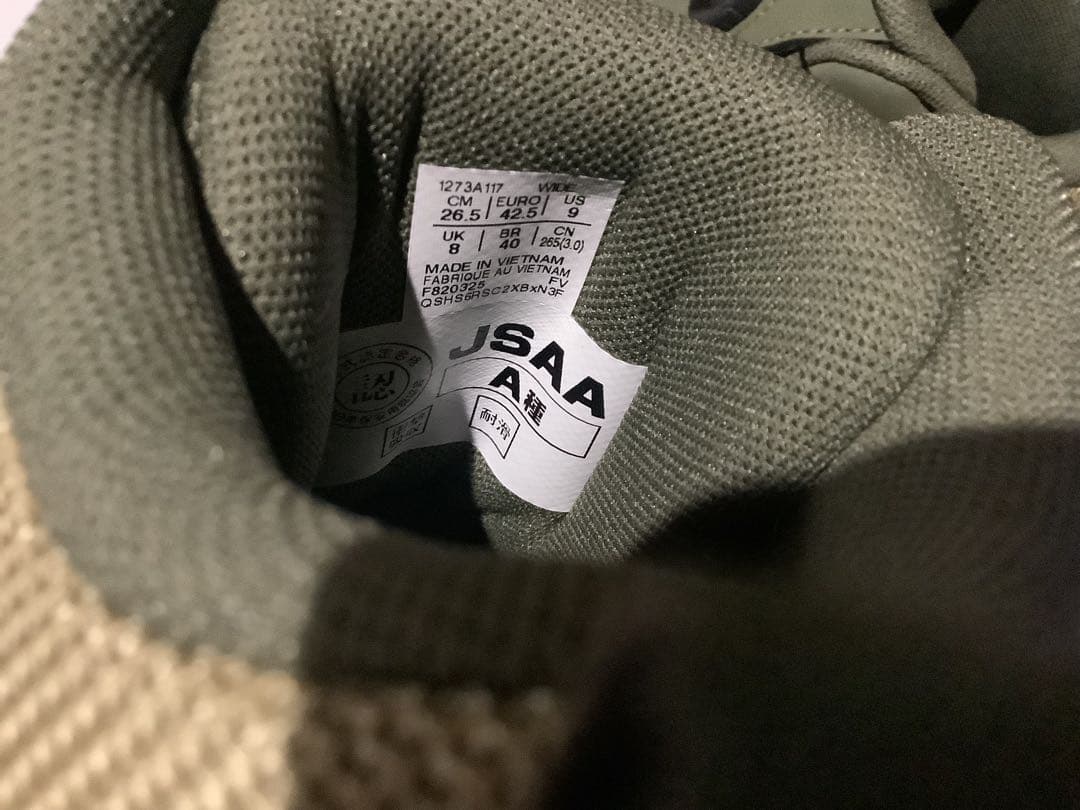 1273A117 WIDE
CM EURO US
26.5 42.5 9
UK BR CN
8 40 265(3.0)
MADE IN VIETNAM
FABRIQUE AU VIETNAM
F820325 FV
QSHS6RSC2XBxN3F
JSAA
A種
耐滑
認